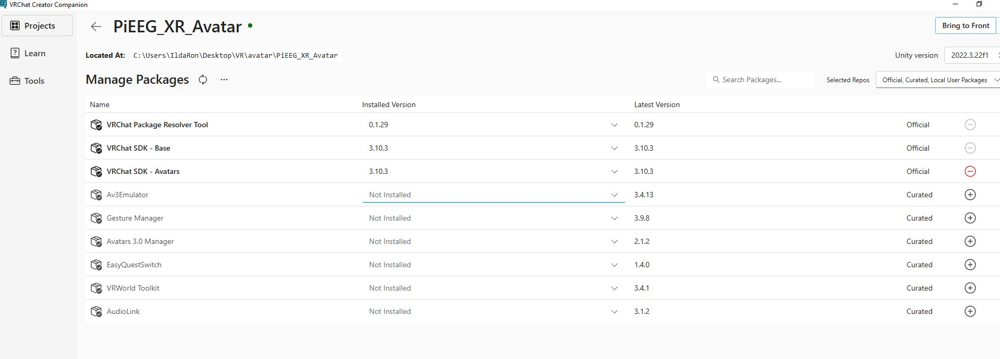 VRChat Creator Companion
Projects
Learn
Tools
PiEEG_XR_Avatar
Bring to Front
Located At: C:\Users\IldaRon\Desktop\VR\avatar\PiEEG_XR_Avatar
Unity version 2022.3.22f1
Manage Packages
Search Packages...
Selected Repos Official, Curated, Local User Packages
Name Installed Version Latest Version
VRChat Package Resolver Tool 0.1.29 0.1.29 Official
VRChat SDK - Base 3.10.3 3.10.3 Official
VRChat SDK - Avatars 3.10.3 3.10.3 Official
Av3Emulator Not Installed 3.4.13 Curated
Gesture Manager Not Installed 3.9.8 Curated
Avatars 3.0 Manager Not Installed 2.1.2 Curated
EasyQuestSwitch Not Installed 1.4.0 Curated
VRWorld Toolkit Not Installed 3.4.1 Curated
AudioLink Not Installed 3.1.2 Curated